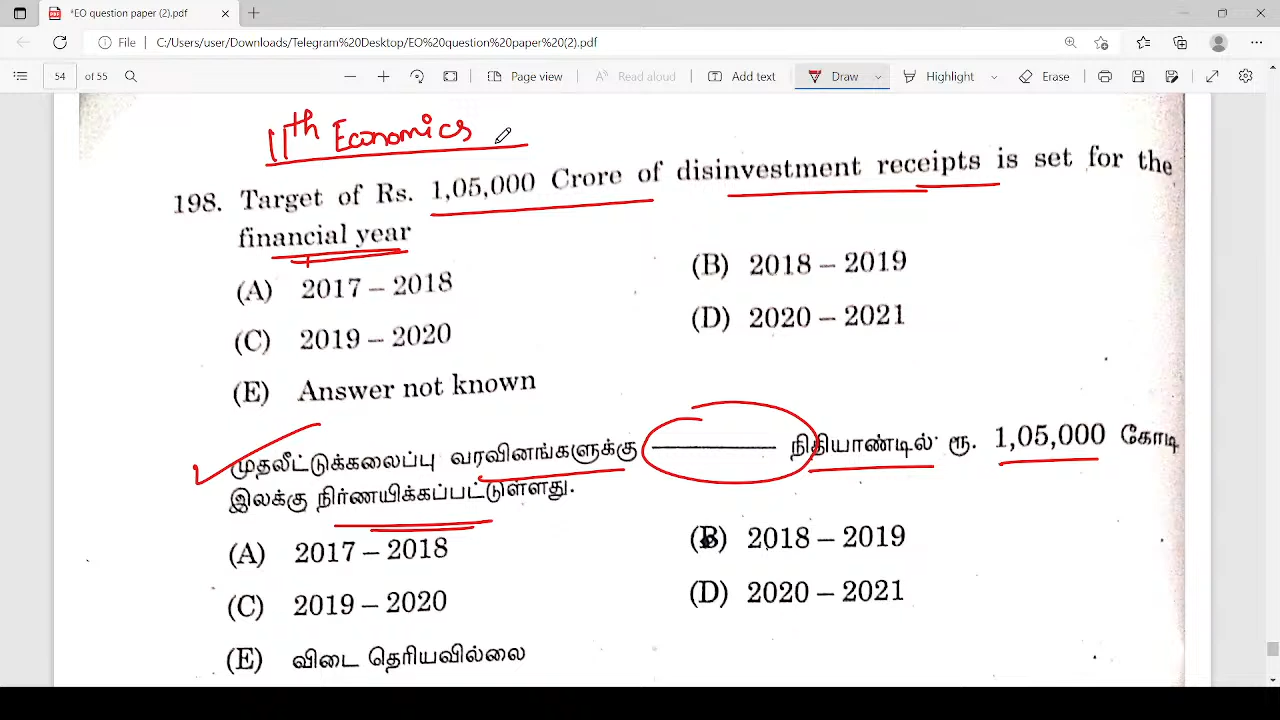 *EO question paper (2).pdf
File C:/Users/user/Downloads/Telegram%20Desktop/EO%20question%20paper%20(2).pdf
54 of 55 Page view Read aloud Add text Draw Highlight Erase
11th Economics
198. Target of Rs. 1,05,000 Crore of disinvestment receipts is set for the
financial year
(A) 2017 – 2018 (B) 2018 – 2019
(C) 2019 – 2020 (D) 2020 – 2021
(E) Answer not known
முதலீட்டுக்கலைப்பு வரவினங்களுக்கு ________ நிதியாண்டில் ரூ. 1,05,000 கோடி
இலக்கு நிர்ணயிக்கப்பட்டுள்ளது.
(A) 2017 – 2018 (B) 2018 – 2019
(C) 2019 – 2020 (D) 2020 – 2021
(E) விடை தெரியவில்லை